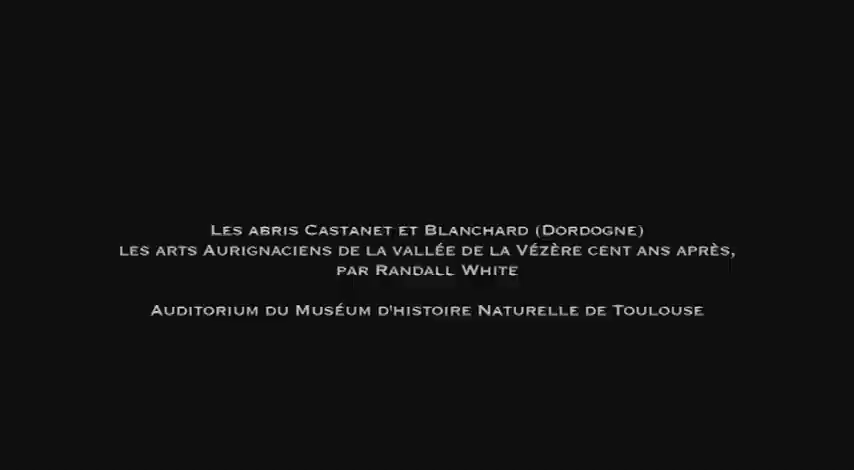 Les abris Castanet et Blanchard (Dordogne)
les arts Aurignaciens de la vallée de la Vézère cent ans après,
par Randall White
Auditorium du Muséum d'histoire Naturelle de Toulouse